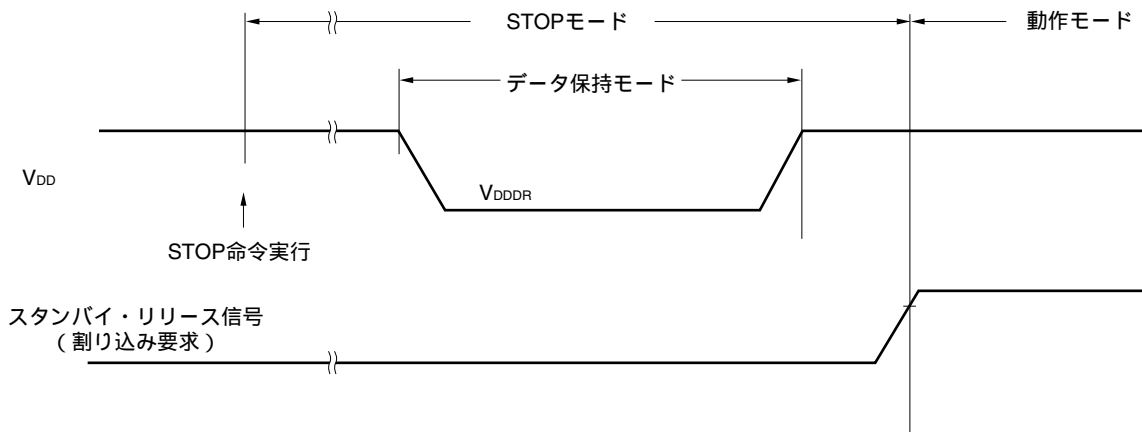 STOPモード
動作モード
データ保持モード
VDD
VDDDR
STOP命令実行
スタンバイ・リリース信号
（割り込み要求）